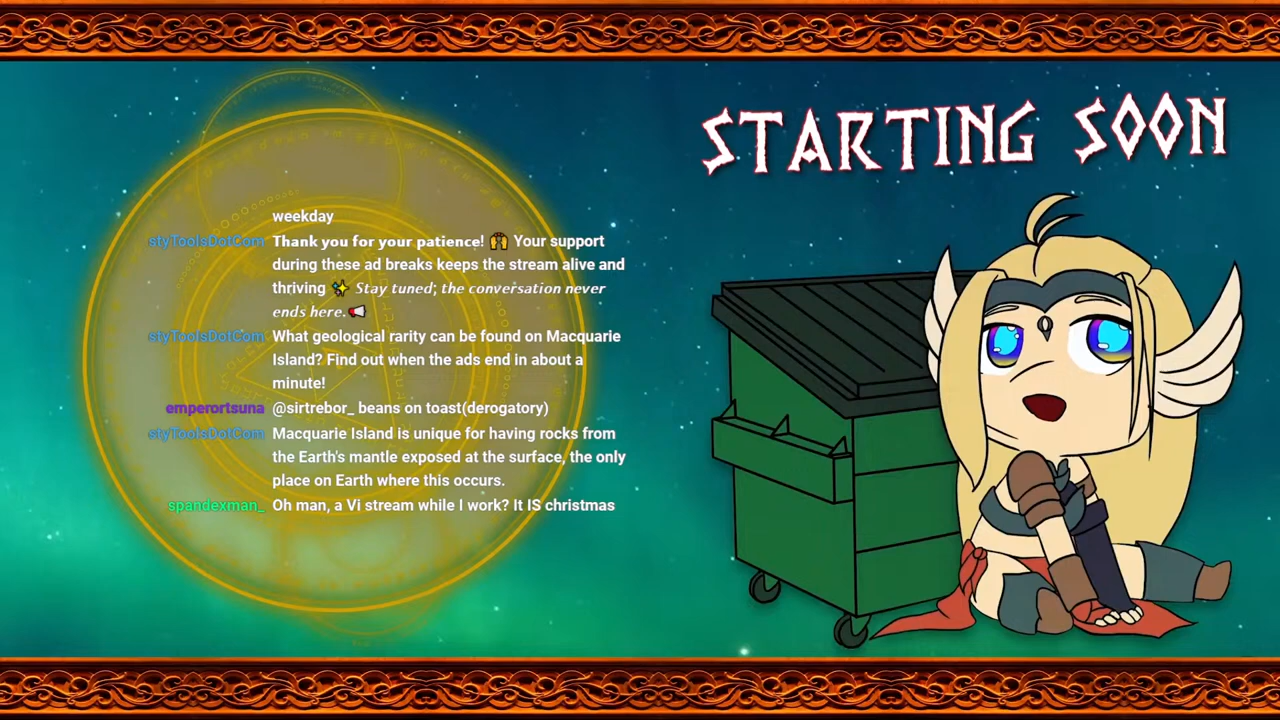 STARTING SOON
weekday
styToolsDotCom Thank you for your patience! 🙌 Your support
during these ad breaks keeps the stream alive and
thriving ✨ Stay tuned; the conversation never
ends here. 📢
styToolsDotCom What geological rarity can be found on Macquarie
Island? Find out when the ads end in about a
minute!
emperortsuna @sirtrebor_ beans on toast(derogatory)
styToolsDotCom Macquarie Island is unique for having rocks from
the Earth's mantle exposed at the surface, the only
place on Earth where this occurs.
spandexman_ Oh man, a Vi stream while I work? It IS christmas